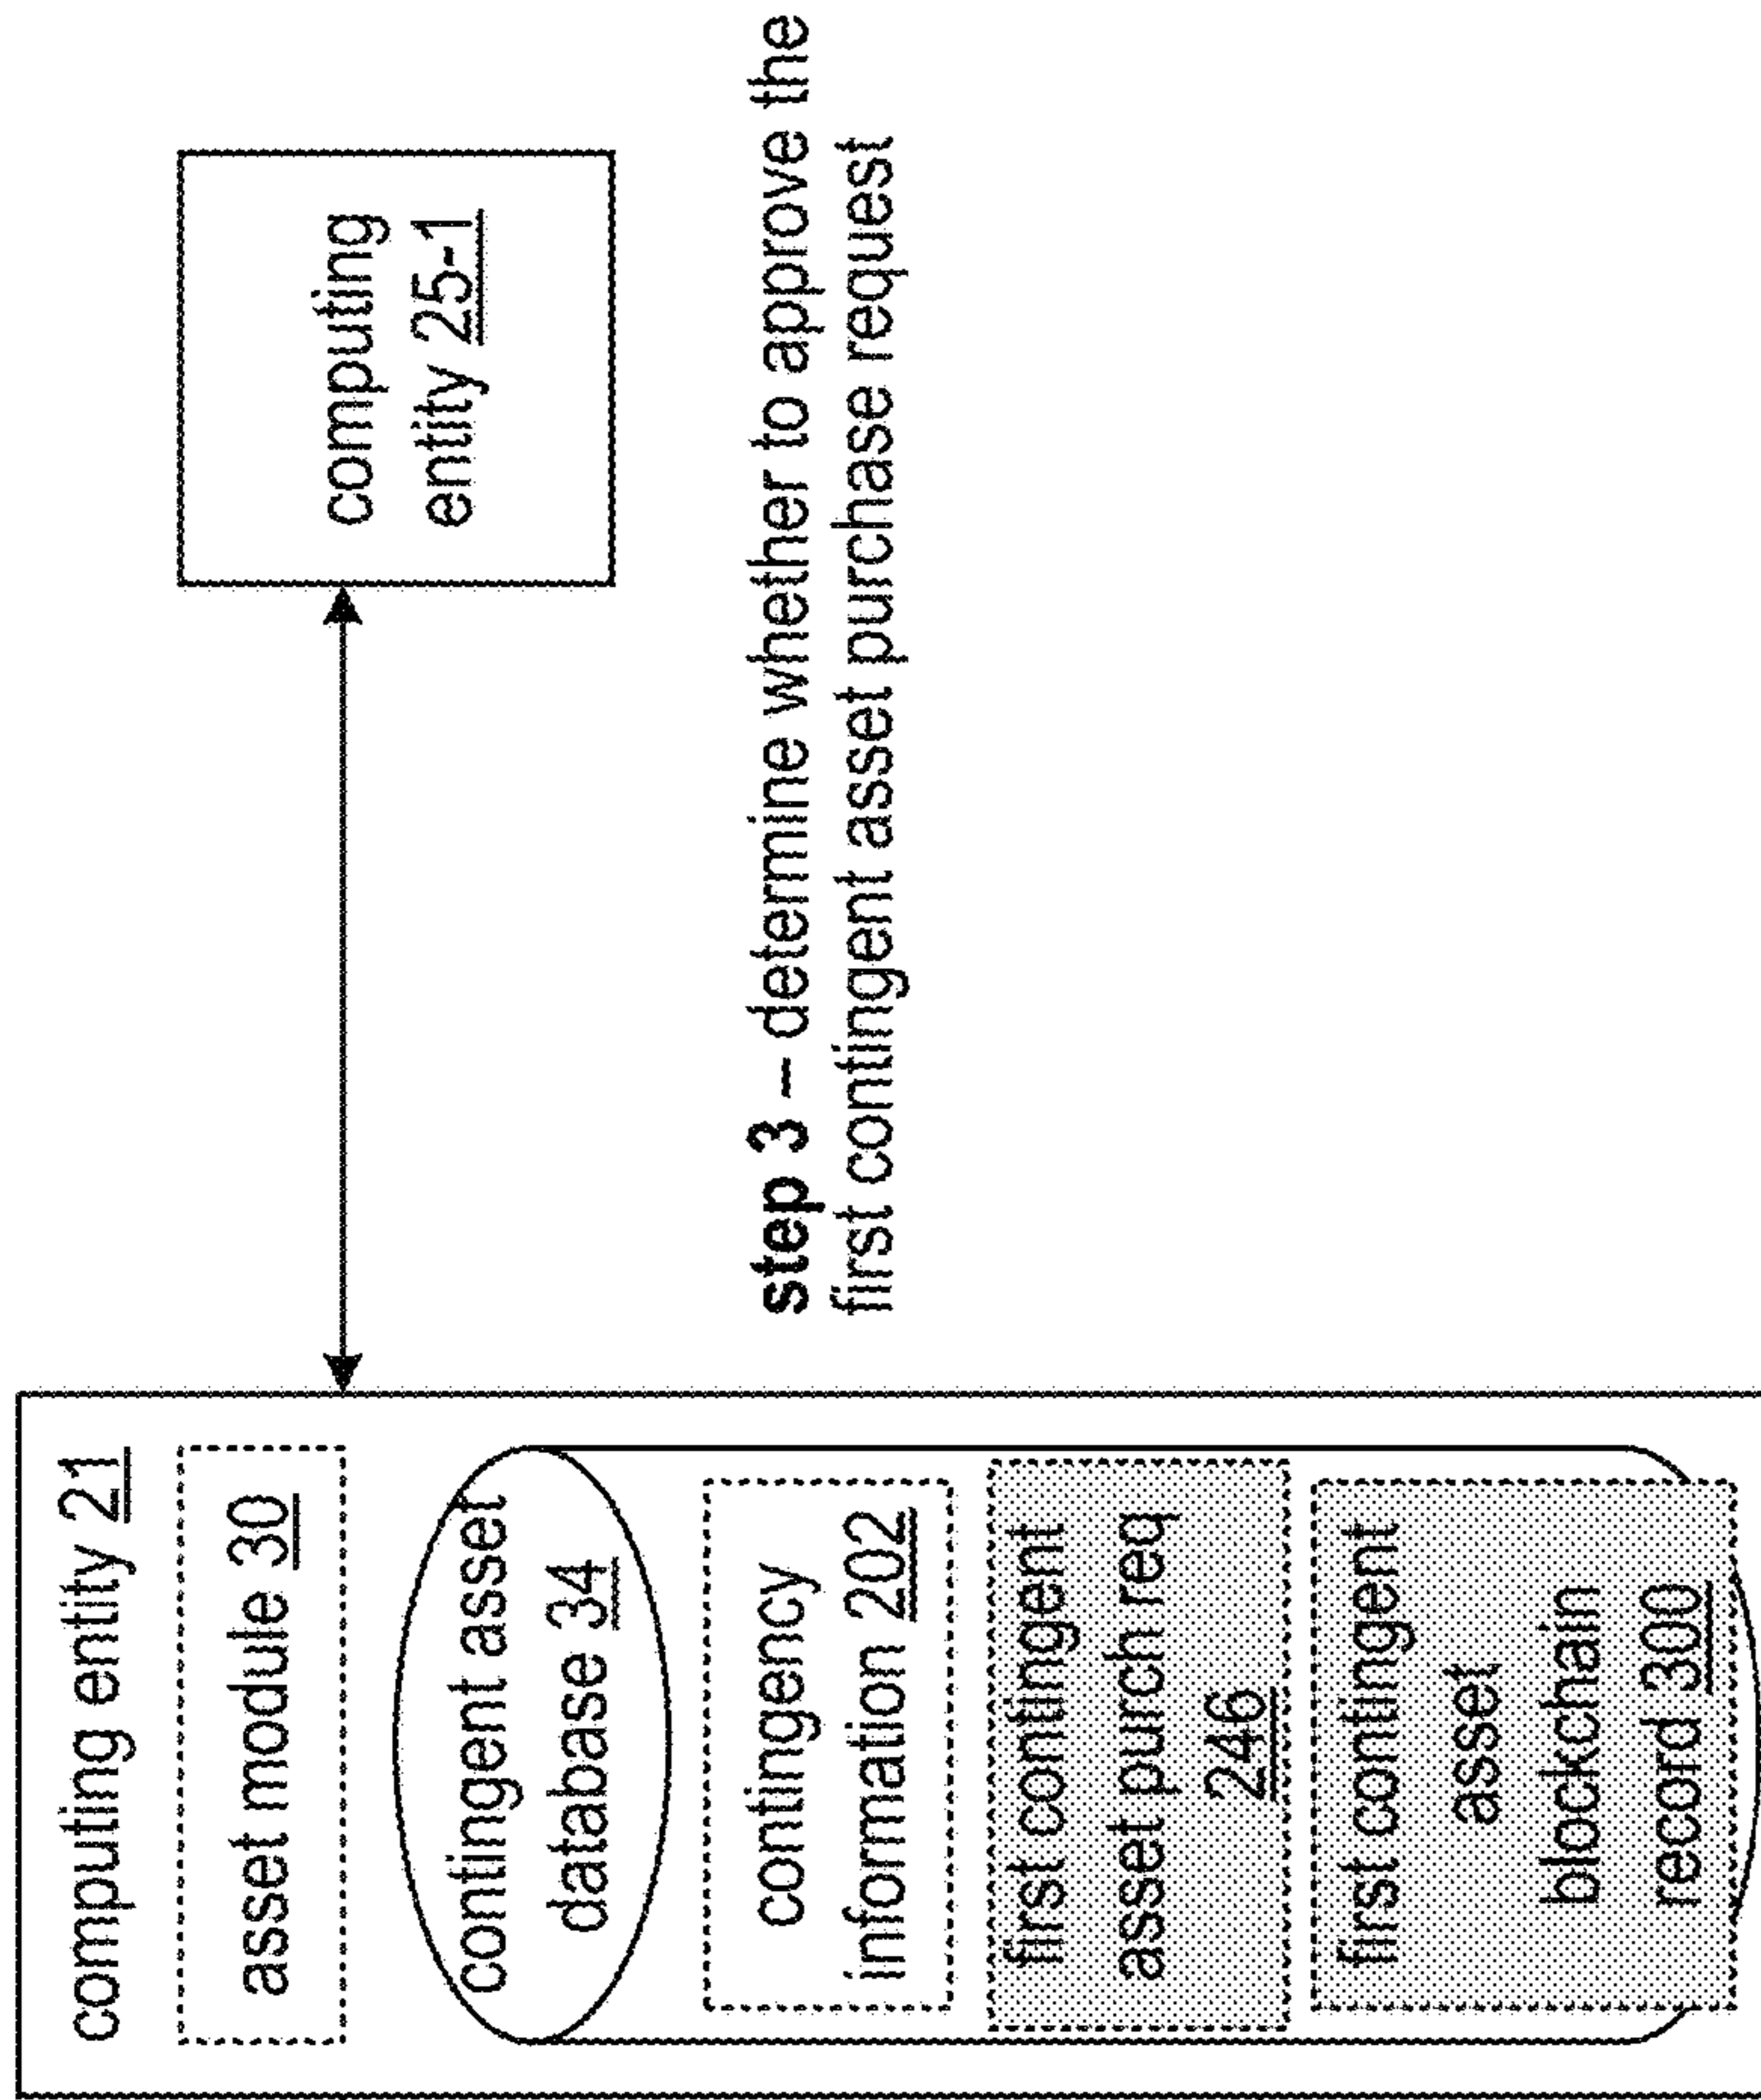 computing entity 21
asset module 30
contingent asset
database 34
contingency
information 202
first contingent
asset purch req
246
first contingent
asset
blockchain
record 300
computing
entity 25-1
step 3 – determine whether to approve the
first contingent asset purchase request